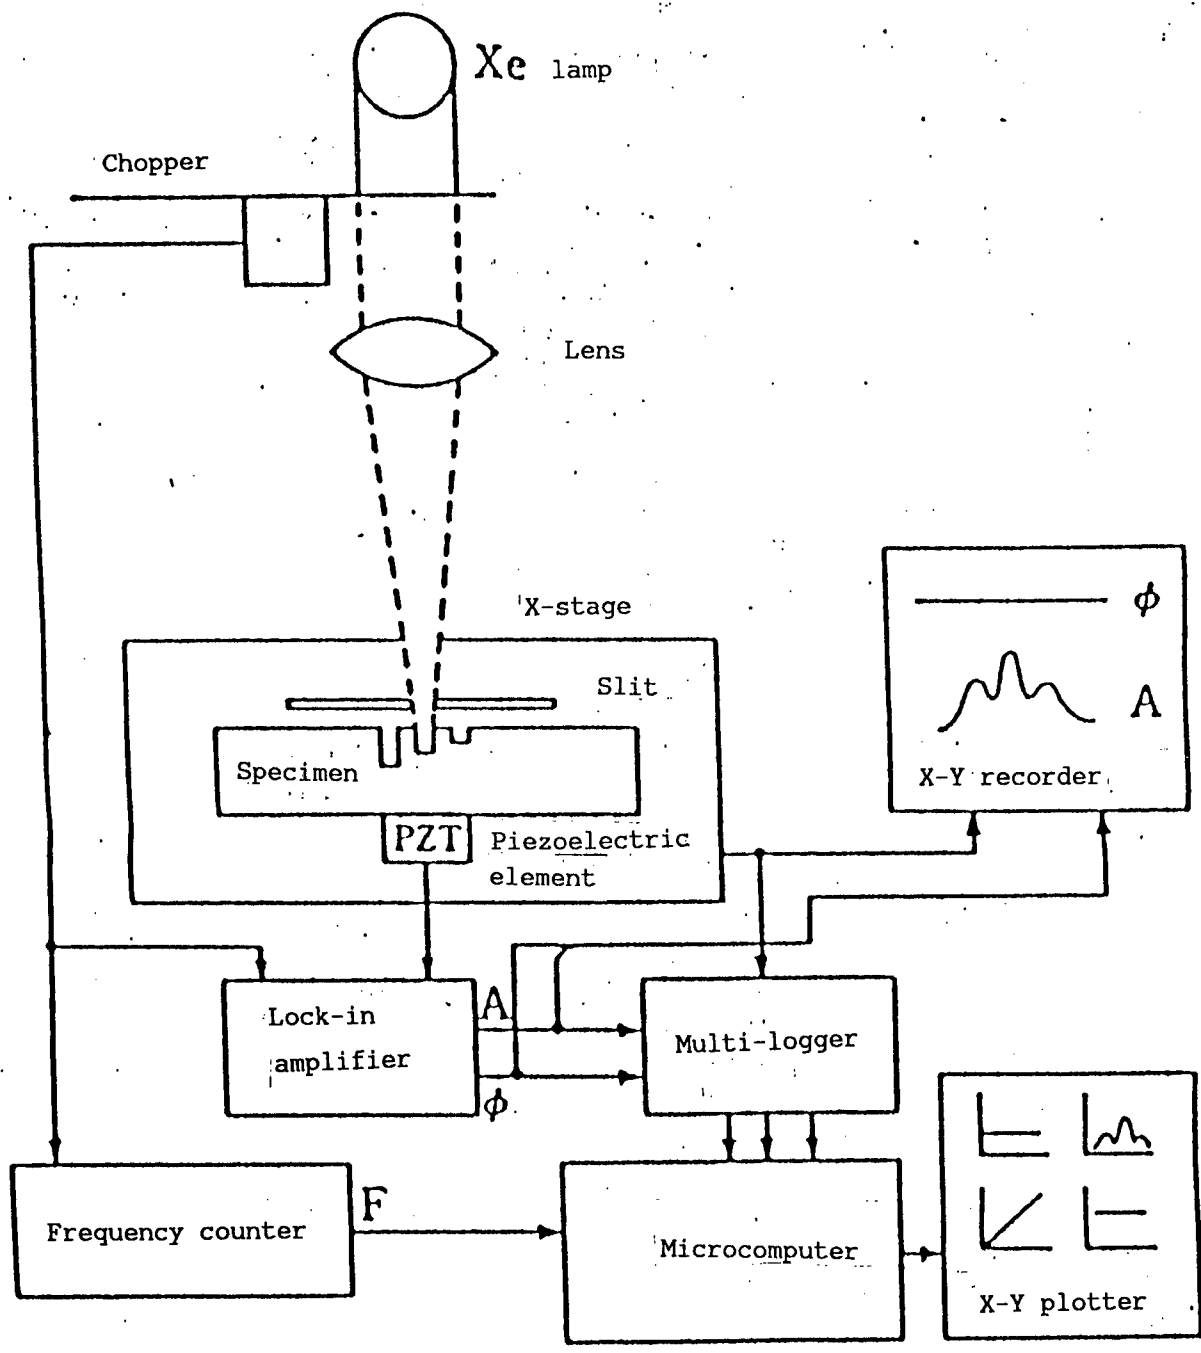 Xe lamp
Chopper
Lens
X-stage
Slit
φ
A
X-Y recorder
Specimen
PZT
Piezoelectric
element
Lock-in
amplifier
A
φ
Multi-logger
Frequency counter
F
Microcomputer
X-Y plotter